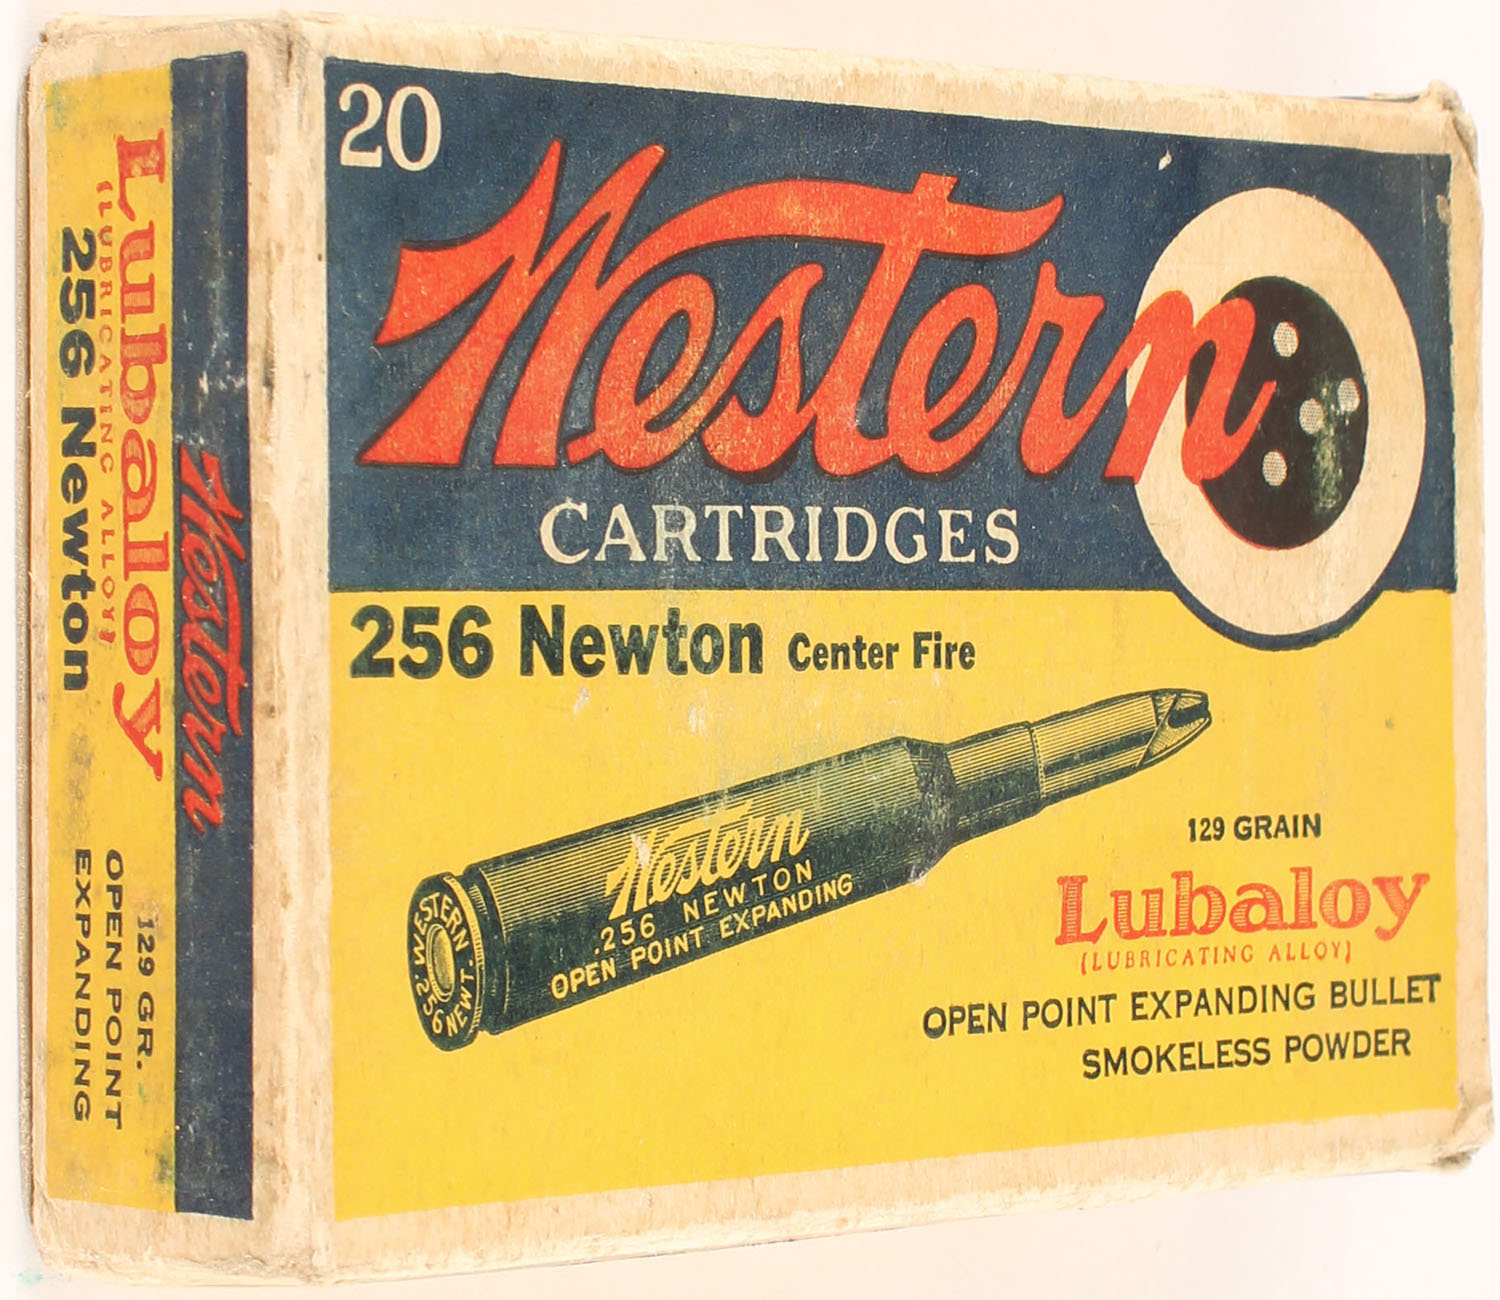 20
Western
CARTRIDGES
256 Newton Center Fire
Western
.256 NEWTON
OPEN POINT EXPANDING
WESTERN
.256 NEWT.
129 GRAIN
Lubaloy
(LUBRICATING ALLOY)
OPEN POINT EXPANDING BULLET
SMOKELESS POWDER
Western
Lubaloy
(LUBRICATING ALLOY)
256 Newton
129 GR.
OPEN POINT
EXPANDING